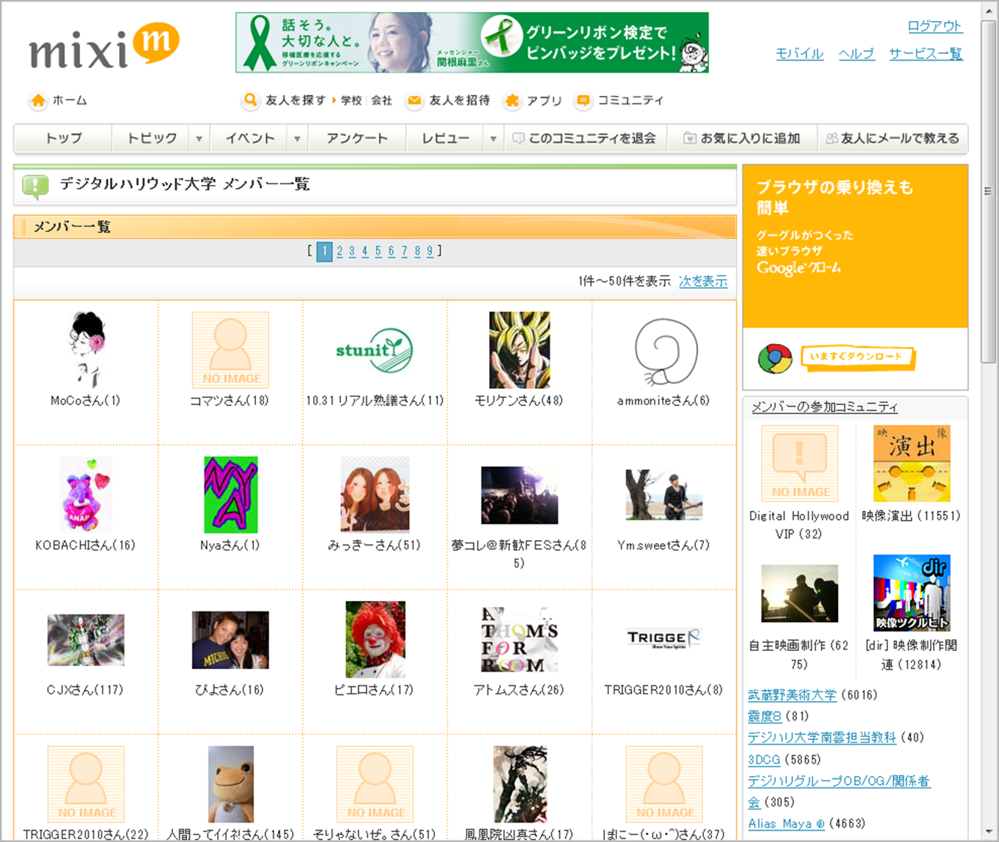 mixi m
話そう。
大切な人と。
移植医療を応援する
グリーンリボンキャンペーン
メッセンジャー
関根麻里さん
グリーンリボン検定で
ピンバッジをプレゼント!
ログアウト
モバイル ヘルプ サービス一覧
ホーム 友人を探す 学校 会社 友人を招待 アプリ コミュニティ
トップ トピック イベント アンケート レビュー このコミュニティを退会 お気に入りに追加 友人にメールで教える
デジタルハリウッド大学 メンバー一覧
メンバー一覧
[ 1 2 3 4 5 6 7 8 9 ]
1件~50件を表示 次を表示
NO IMAGE
stunit
MoCoさん(1) コマツさん(18) 10.31リアル熟議さん(11) モリケンさん(48) ammoniteさん(6)
ANAP
NYA
KOBACHIさん(16) Nyaさん(1) みっきーさん(51) 夢コレ@新歓FESさん(8
5) Ym.sweetさん(7)
MICHIG
A
THOM'S
FOR
ROOM
TRIGGER
Show Your Spirits
CJXさん(117) ぴよさん(16) ピエロさん(17) アトムスさん(26) TRIGGER2010さん(8)
NO IMAGE NO IMAGE NO IMAGE
TRIGGER2010さん(22) 人間ってイイネ!さん(145) そりゃないぜ。さん(51) 鳳凰院凶真さん(17) ぽにー(・ω・^)さん(37)
ブラウザの乗り換えも
簡単
グーグルがつくった
速いブラウザ
Google クローム
いますぐダウンロード
メンバーの参加コミュニティ
NO IMAGE
映 演出 像
Digital Hollywood
VIP (32)
映像演出 (11551)
dir
映像ツクルヒト
自主映画制作 (62
75)
[dir] 映像制作関
連 (12814)
武蔵野美術大学 (6016)
震度8 (81)
デジハリ大学南雲担当教科 (40)
3DCG (5865)
デジハリグループOB/OG/関係者
会 (305)
Alias Maya ® (4663)